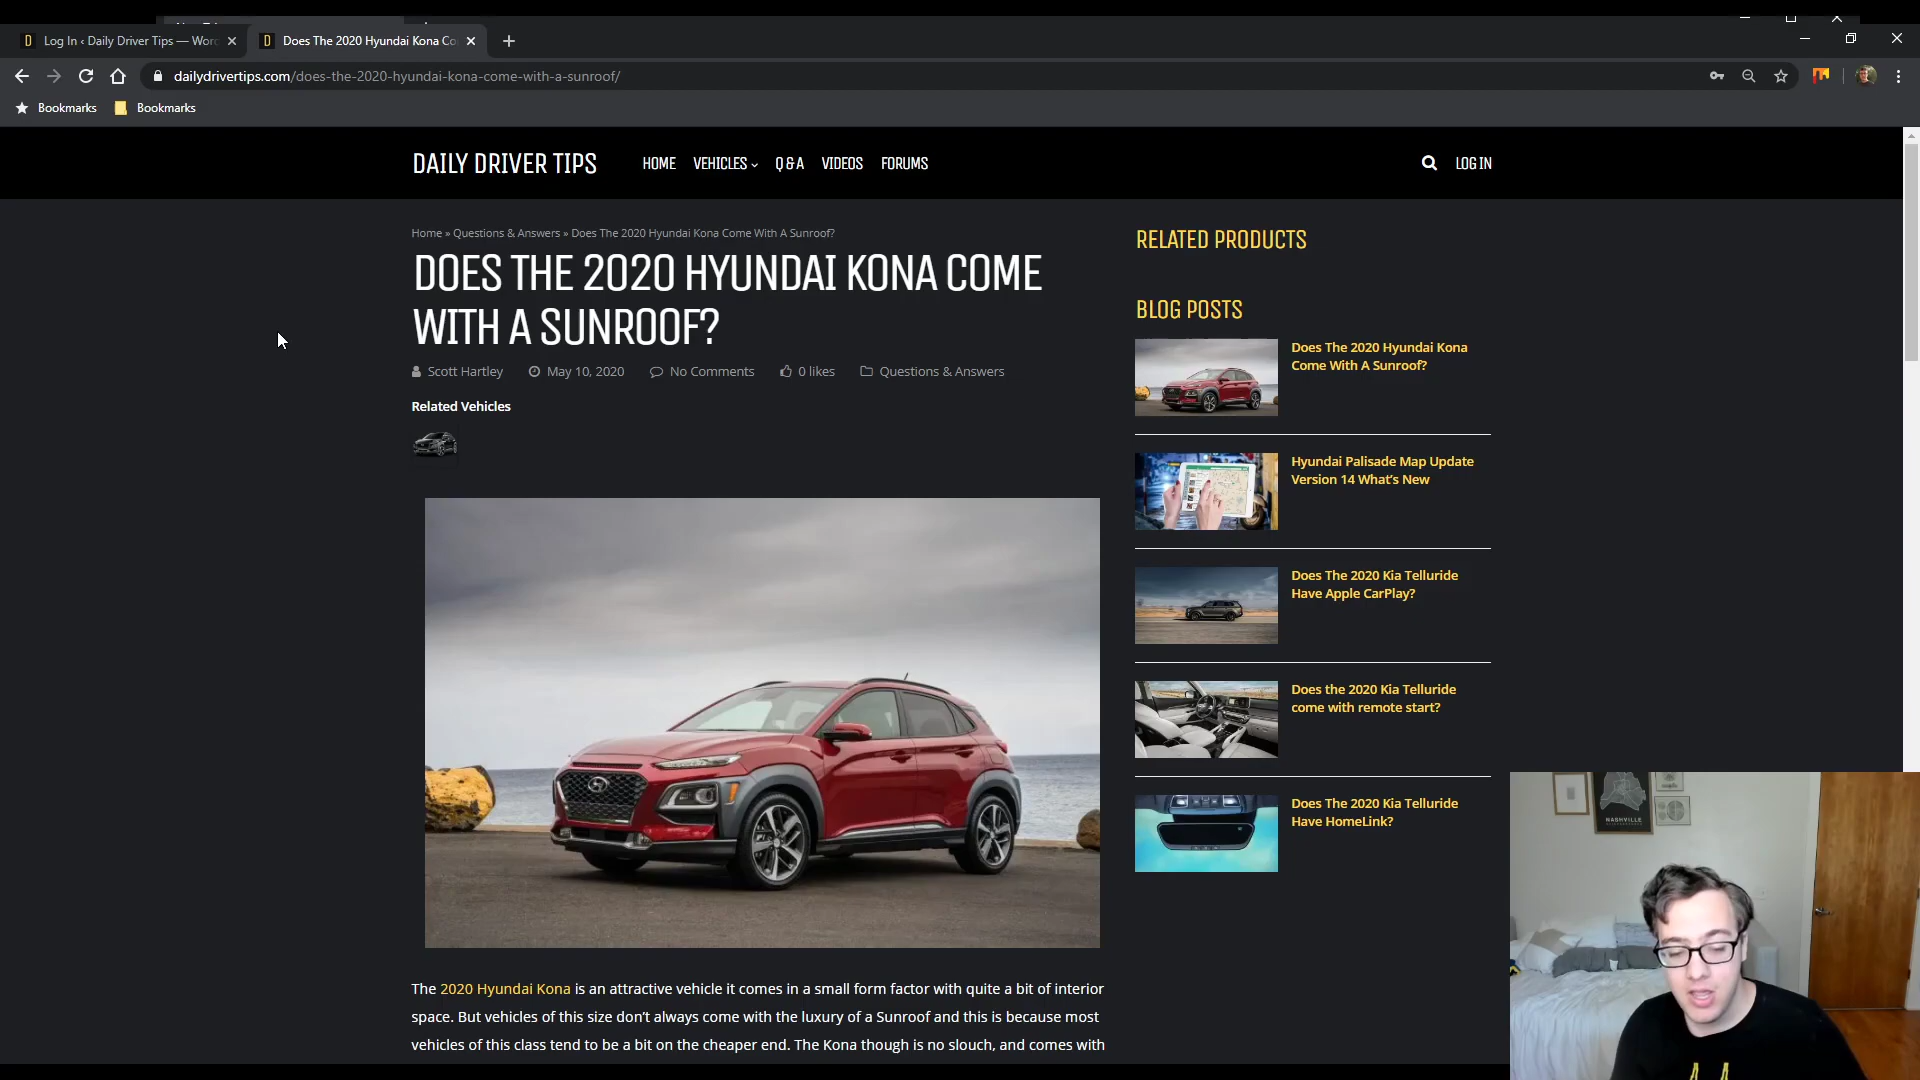 Log In ‹ Daily Driver Tips — Wor
Does The 2020 Hyundai Kona Co
dailydrivertips.com/does-the-2020-hyundai-kona-come-with-a-sunroof/
Bookmarks
Bookmarks
DAILY DRIVER TIPS
HOME
VEHICLES
Q & A
VIDEOS
FORUMS
LOG IN
Home » Questions & Answers » Does The 2020 Hyundai Kona Come With A Sunroof?
DOES THE 2020 HYUNDAI KONA COME
WITH A SUNROOF?
Scott Hartley
May 10, 2020
No Comments
0 likes
Questions & Answers
Related Vehicles
The 2020 Hyundai Kona is an attractive vehicle it comes in a small form factor with quite a bit of interior
space. But vehicles of this size don't always come with the luxury of a Sunroof and this is because most
vehicles of this class tend to be a bit on the cheaper end. The Kona though is no slouch, and comes with
RELATED PRODUCTS
BLOG POSTS
Does The 2020 Hyundai Kona
Come With A Sunroof?
Hyundai Palisade Map Update
Version 14 What's New
Does The 2020 Kia Telluride
Have Apple CarPlay?
Does the 2020 Kia Telluride
come with remote start?
Does The 2020 Kia Telluride
Have HomeLink?
NASHVILLE